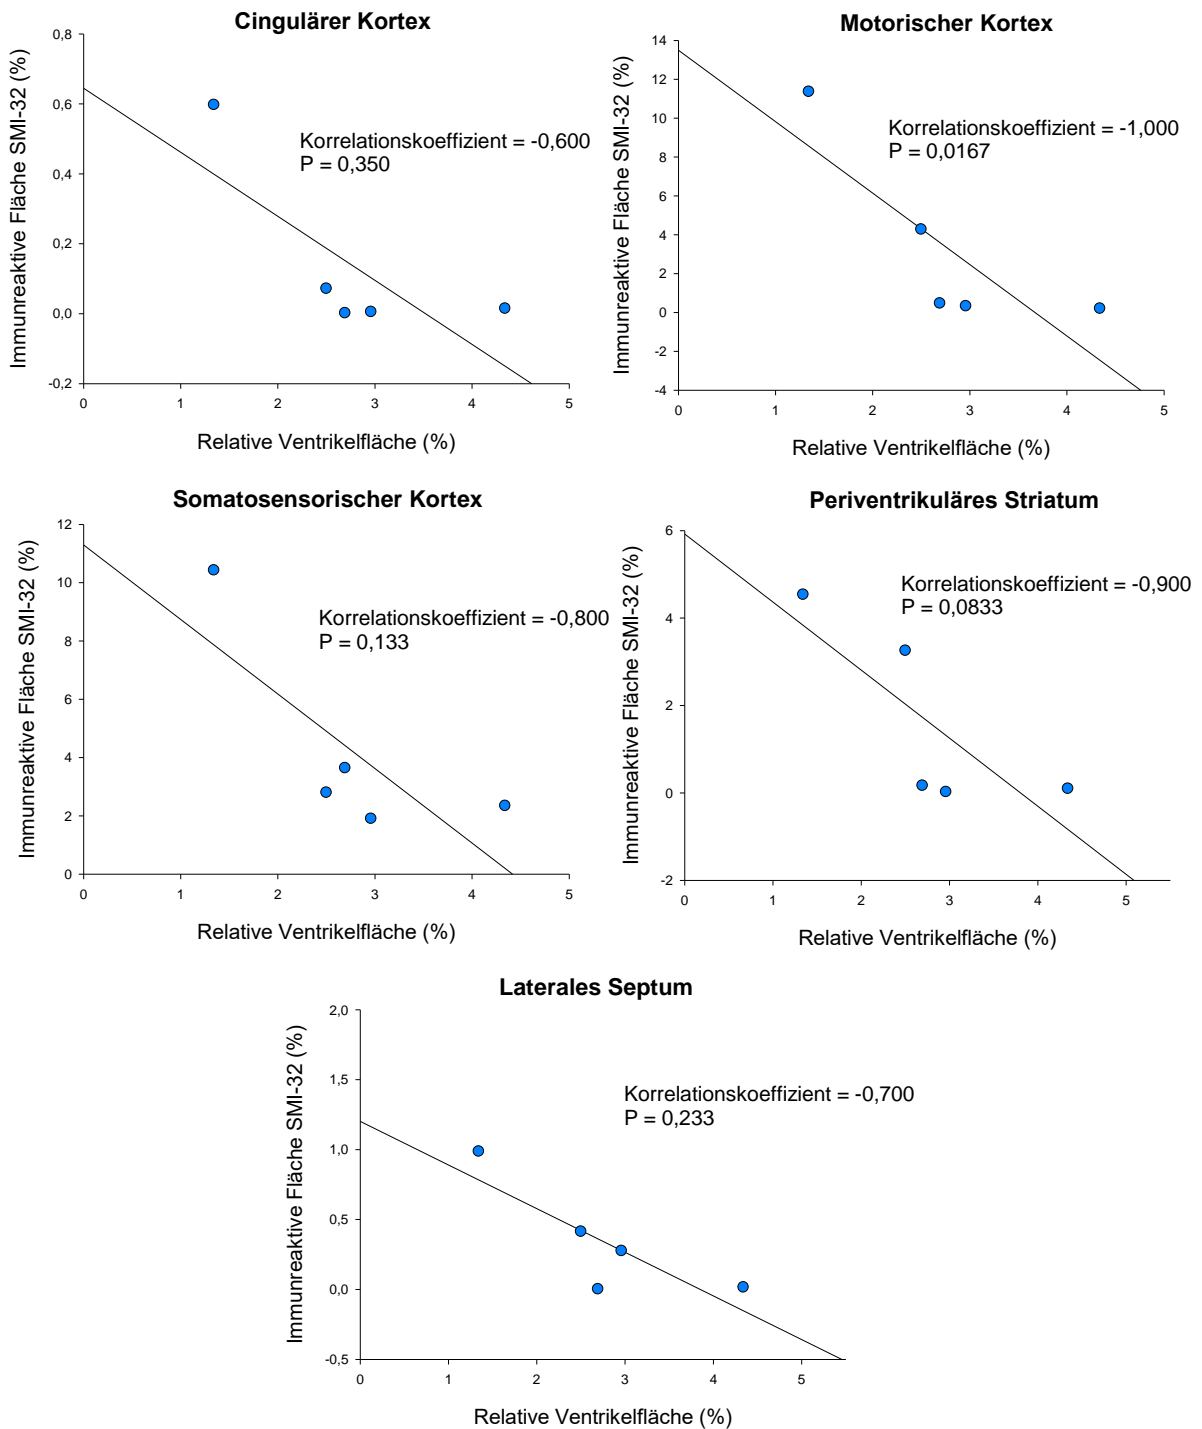 Cingulärer Kortex
Immunreaktive Fläche SMI-32 (%)
0,8
0,6
0,4
0,2
0,0
-0,2
Korrelationskoeffizient = -0,600
P = 0,350
0 1 2 3 4 5
Relative Ventrikelfläche (%)
Motorischer Kortex
Immunreaktive Fläche SMI-32 (%)
14
12
10
8
6
4
2
0
-2
-4
Korrelationskoeffizient = -1,000
P = 0,0167
0 1 2 3 4 5
Relative Ventrikelfläche (%)
Somatosensorischer Kortex
Immunreaktive Fläche SMI-32 (%)
12
10
8
6
4
2
0
Korrelationskoeffizient = -0,800
P = 0,133
0 1 2 3 4 5
Relative Ventrikelfläche (%)
Periventrikuläres Striatum
Immunreaktive Fläche SMI-32 (%)
6
4
2
0
-2
Korrelationskoeffizient = -0,900
P = 0,0833
0 1 2 3 4 5
Relative Ventrikelfläche (%)
Laterales Septum
Immunreaktive Fläche SMI-32 (%)
2,0
1,5
1,0
0,5
0,0
-0,5
Korrelationskoeffizient = -0,700
P = 0,233
0 1 2 3 4 5
Relative Ventrikelfläche (%)